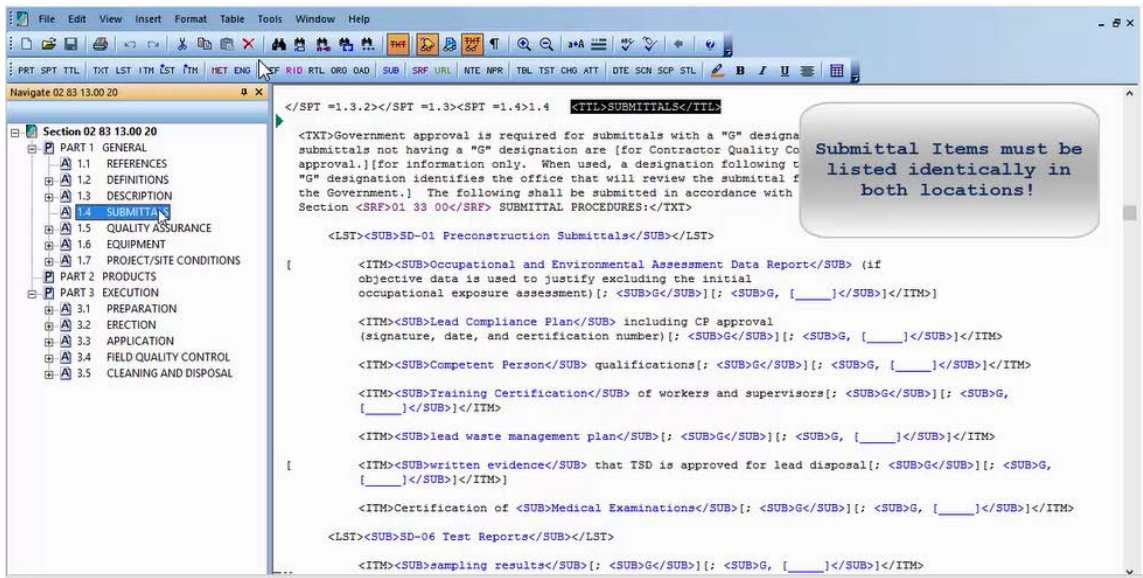 File Edit View Insert Format Table Tools Window Help
PRT SPT TTL TXT LST ITM LST ITM MET ENG EF RID RTL ORG OAD SUB SRF URL NTE NPR TBL TST CHG ATT DTE SCN SCP STL B I U
Navigate 02 83 13.00 20
Section 02 83 13.00 20
PART 1 GENERAL
1.1 REFERENCES
1.2 DEFINITIONS
1.3 DESCRIPTION
1.4 SUBMITTALS
1.5 QUALITY ASSURANCE
1.6 EQUIPMENT
1.7 PROJECT/SITE CONDITIONS
PART 2 PRODUCTS
PART 3 EXECUTION
3.1 PREPARATION
3.2 ERECTION
3.3 APPLICATION
3.4 FIELD QUALITY CONTROL
3.5 CLEANING AND DISPOSAL
</SPT =1.3.2></SPT =1.3><SPT =1.4>1.4 <TTL>SUBMITTALS</TTL>
<TXT>Government approval is required for submittals with a "G" designa
submittals not having a "G" designation are [for Contractor Quality Co
approval.][for information only. When used, a designation following t
"G" designation identifies the office that will review the submittal f
the Government.] The following shall be submitted in accordance with
Section <SRF>01 33 00</SRF> SUBMITTAL PROCEDURES:</TXT>
Submittal Items must be
listed identically in
both locations!
<LST><SUB>SD-01 Preconstruction Submittals</SUB></LST>
[ <ITM><SUB>Occupational and Environmental Assessment Data Report</SUB> (if
objective data is used to justify excluding the initial
occupational exposure assessment)[; <SUB>G</SUB>][; <SUB>G, [_____]</SUB>]</ITM>]
<ITM><SUB>Lead Compliance Plan</SUB> including CP approval
(signature, date, and certification number)[; <SUB>G</SUB>][; <SUB>G, [_____]</SUB>]</ITM>
<ITM><SUB>Competent Person</SUB> qualifications[; <SUB>G</SUB>][; <SUB>G, [_____]</SUB>]</ITM>
<ITM><SUB>Training Certification</SUB> of workers and supervisors[; <SUB>G</SUB>][; <SUB>G,
[_____]</SUB>]</ITM>
<ITM><SUB>lead waste management plan</SUB>[; <SUB>G</SUB>][; <SUB>G, [_____]</SUB>]</ITM>
[ <ITM><SUB>written evidence</SUB> that TSD is approved for lead disposal[; <SUB>G</SUB>][; <SUB>G,
[_____]</SUB>]</ITM>]
<ITM>Certification of <SUB>Medical Examinations</SUB>[; <SUB>G</SUB>][; <SUB>G, [_____]</SUB>]</ITM>
<LST><SUB>SD-06 Test Reports</SUB></LST>
<ITM><SUB>sampling results</SUB>[; <SUB>G</SUB>][; <SUB>G, [_____]</SUB>]</ITM>